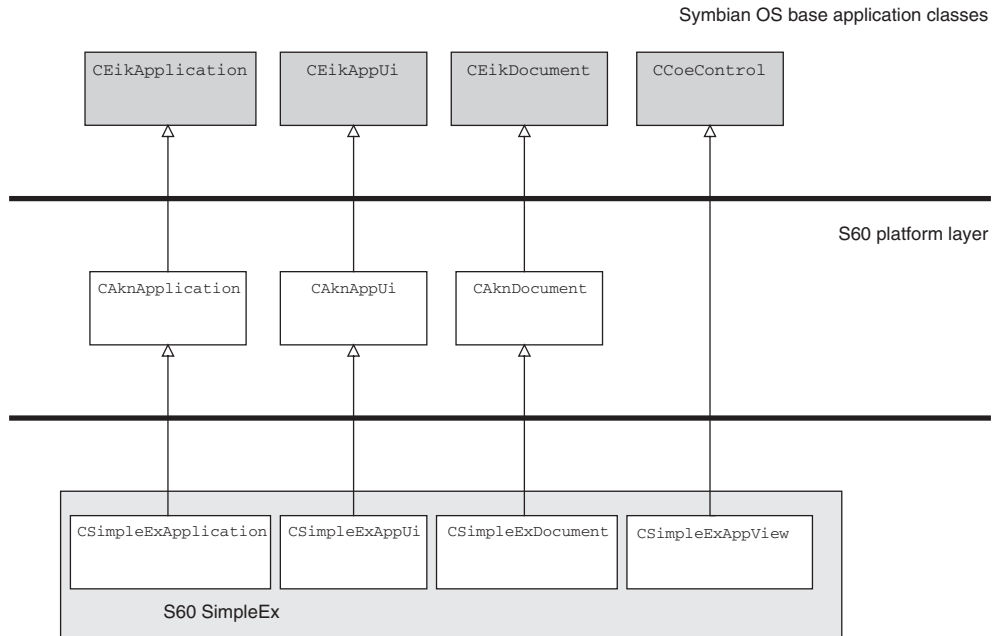 Symbian OS base application classes
CEikApplication
CEikAppUi
CEikDocument
CCoeControl
S60 platform layer
CAknApplication
CAknAppUi
CAknDocument
CSimpleExApplication
CSimpleExAppUi
CSimpleExDocument
CSimpleExAppView
S60 SimpleEx